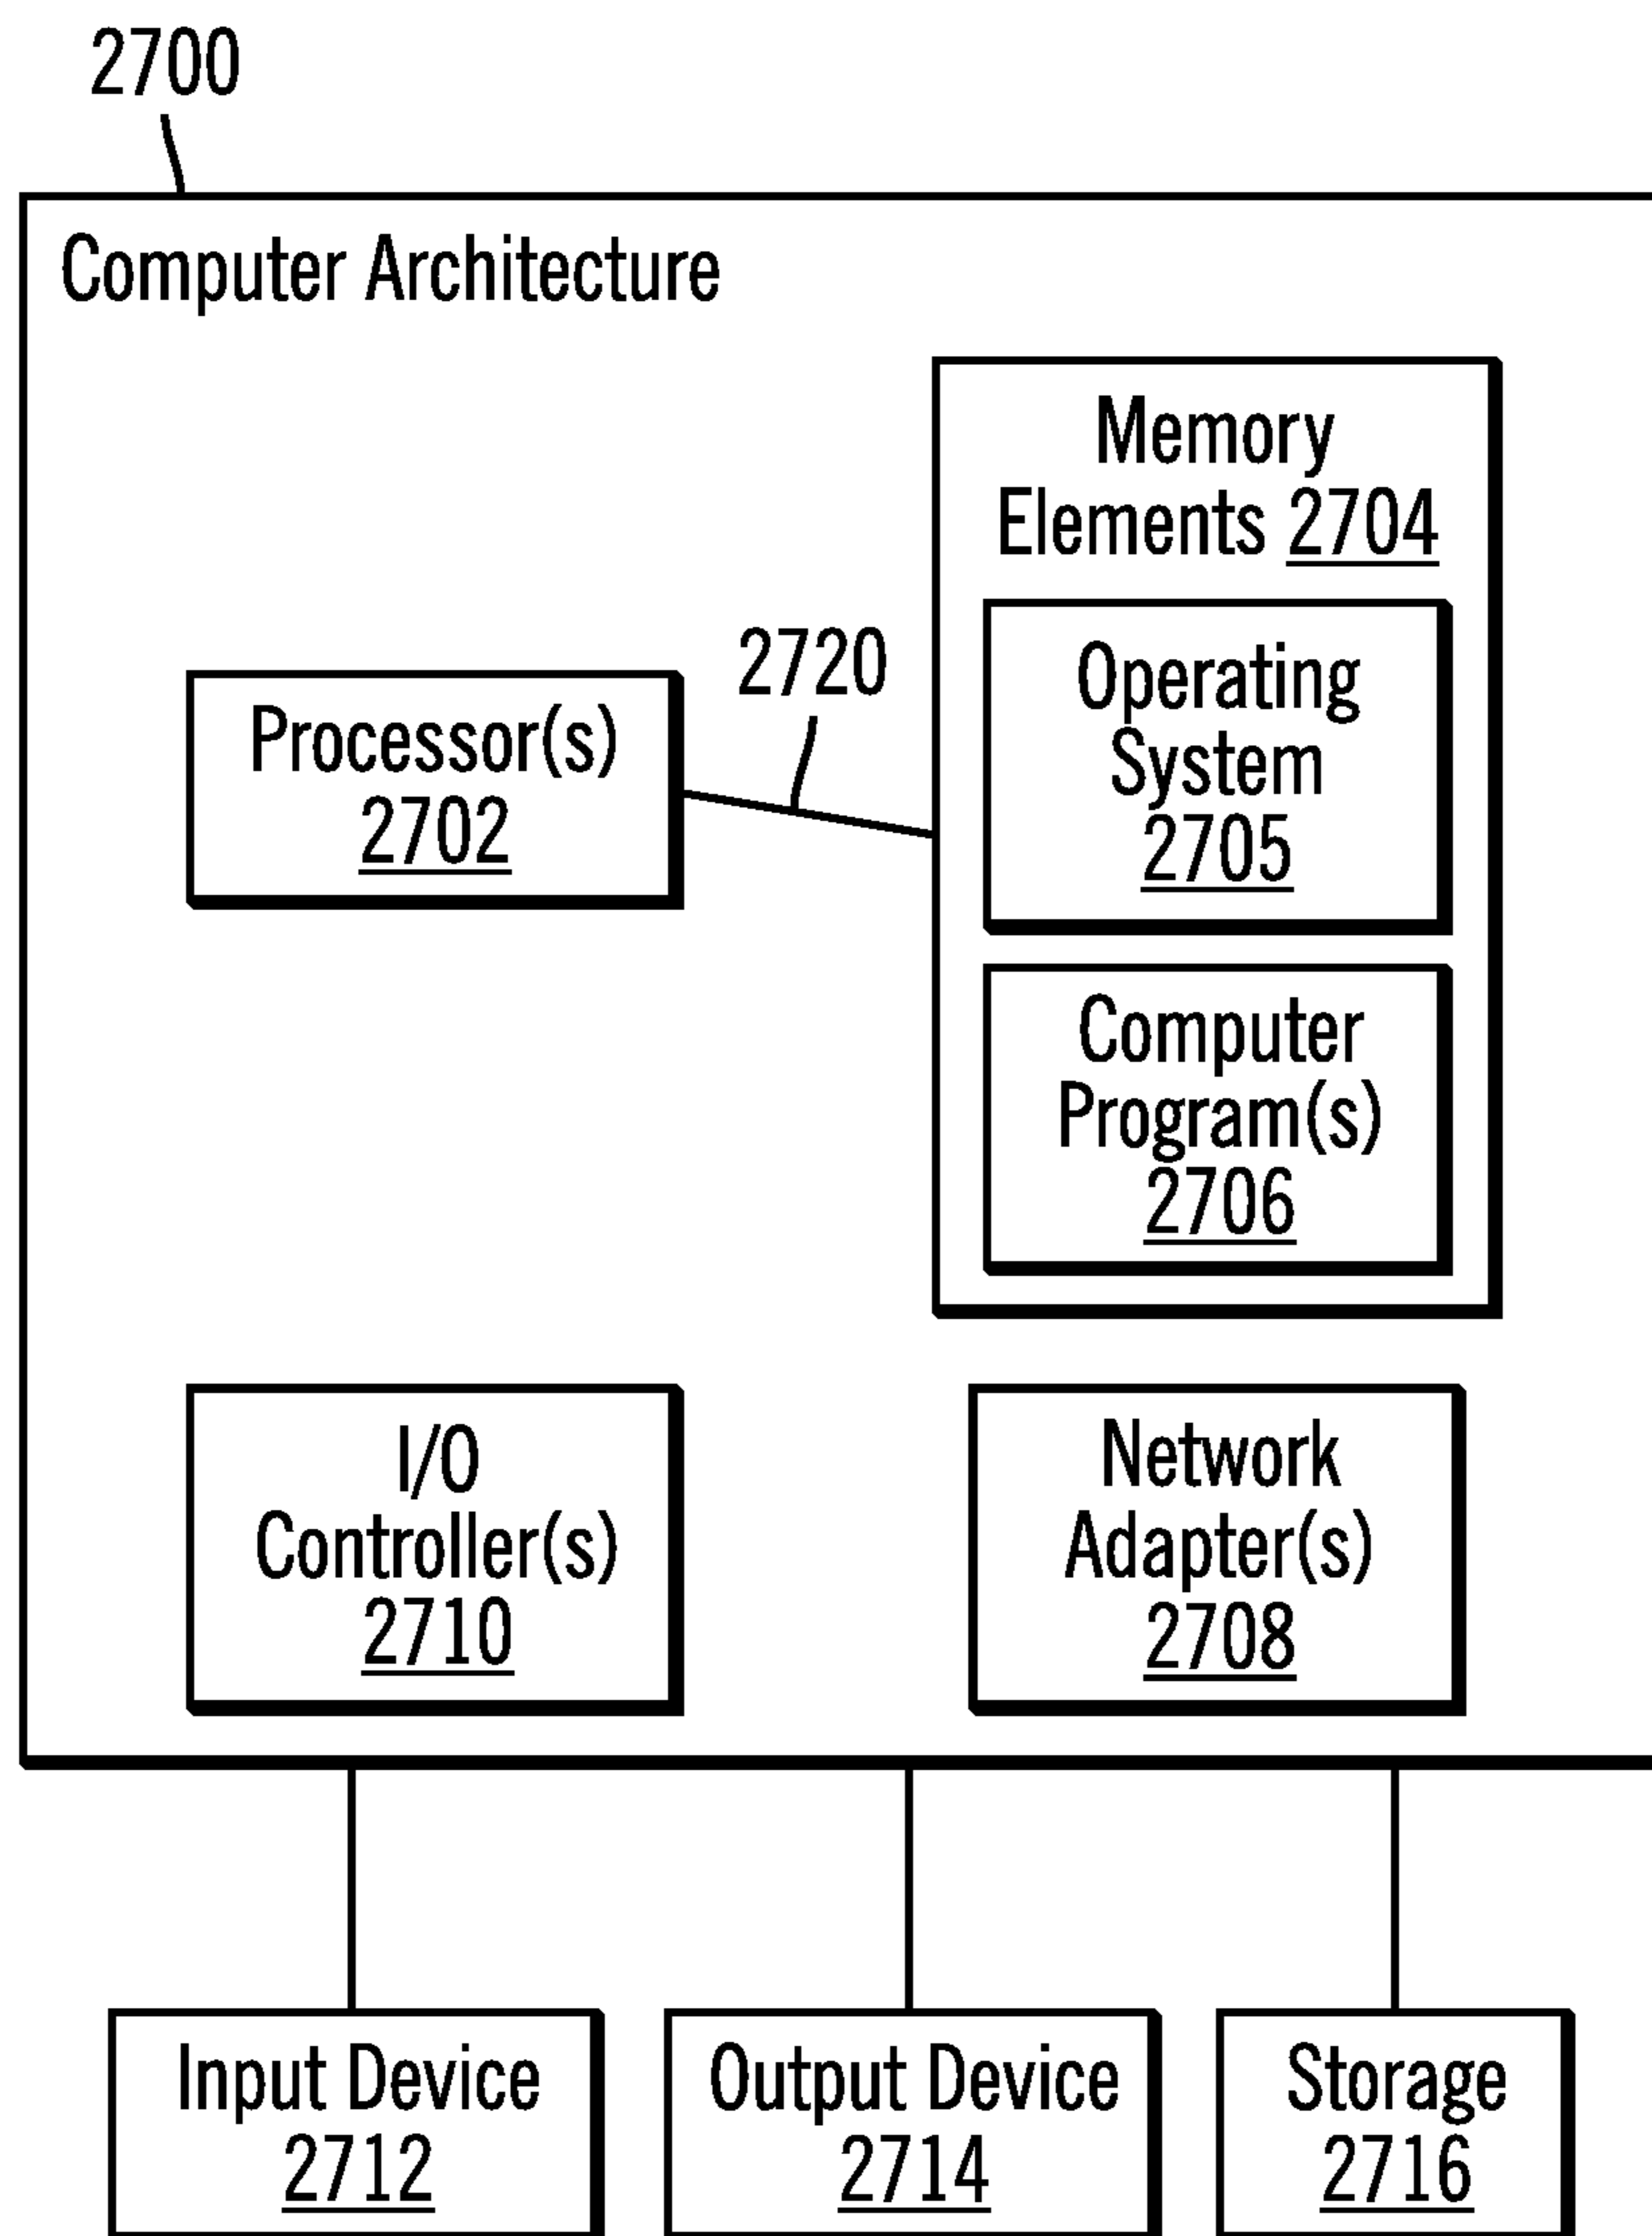 2700
Computer Architecture
Memory
Elements 2704
Operating
System
2705
2720
Processor(s)
2702
Computer
Program(s)
2706
I/O
Controller(s)
2710
Network
Adapter(s)
2708
Input Device
2712
Output Device
2714
Storage
2716